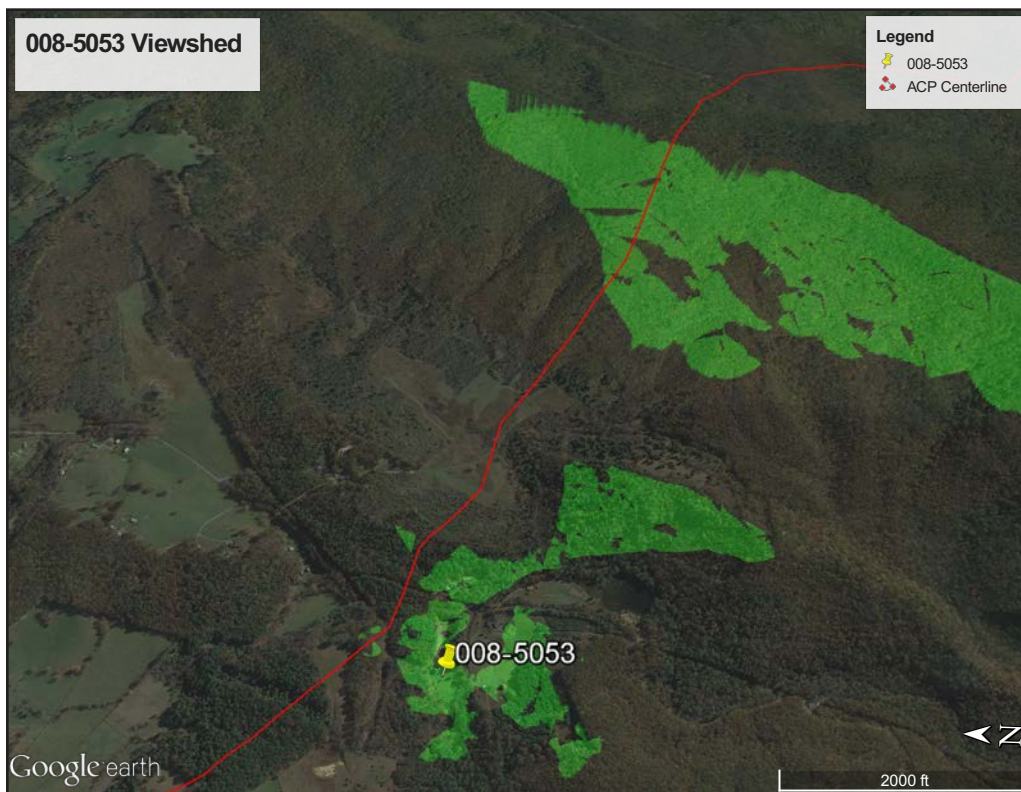 008-5053 Viewshed
Legend
008-5053
ACP Centerline
008-5053
N
Google earth
2000 ft